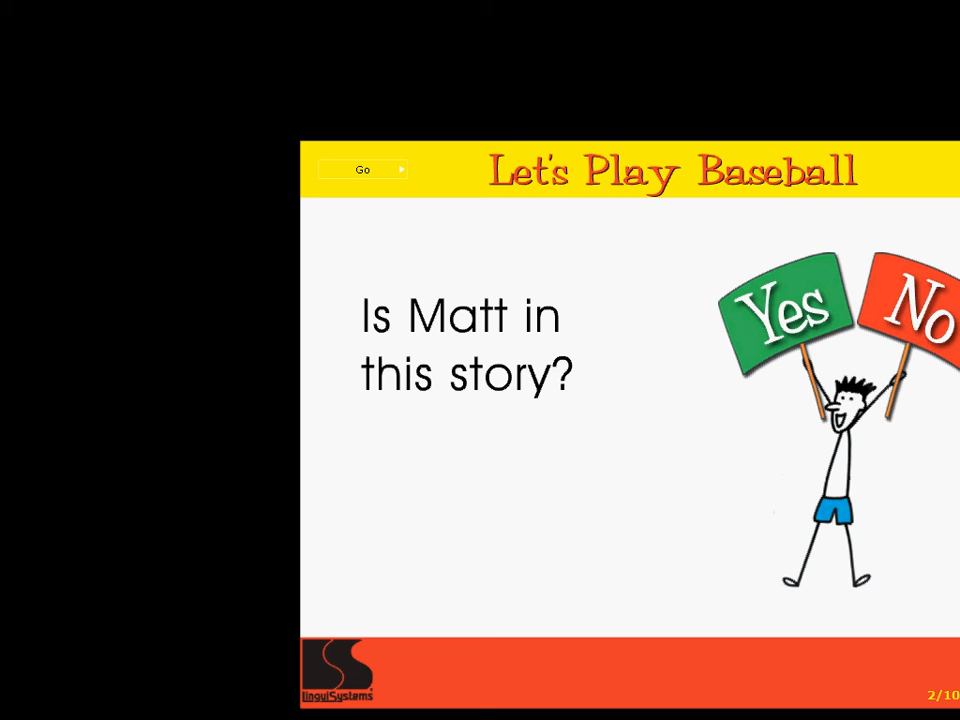 Go
Let's Play Baseball
Yes
No
Is Matt in
this story?
LinguiSystems
2/10